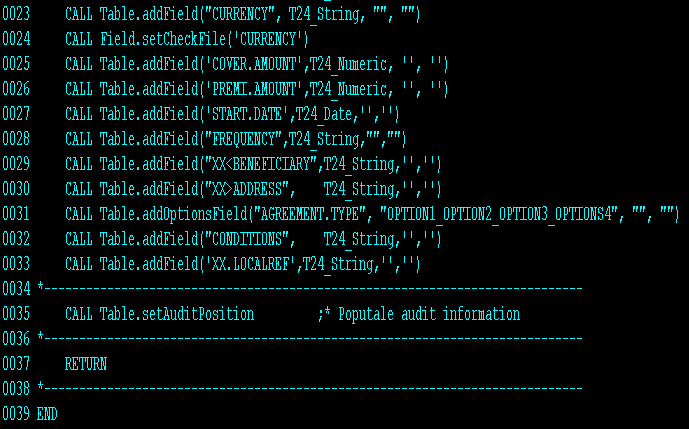 0023     CALL Table.addField("CURRENCY", T24_String, "", "")
0024     CALL Field.setCheckFile('CURRENCY')
0025     CALL Table.addField('COVER.AMOUNT',T24_Numeric, '', '')
0026     CALL Table.addField('PREMI.AMOUNT',T24_Numeric, '', '')
0027     CALL Table.addField('START.DATE',T24_Date,'','')
0028     CALL Table.addField("FREQUENCY",T24_String,"","")
0029     CALL Table.addField("XX<BENEFICIARY",T24_String,'','')
0030     CALL Table.addField("XX>ADDRESS",    T24_String,'','')
0031     CALL Table.addOptionsField("AGREEMENT.TYPE", "OPTION1_OPTION2_OPTION3_OPTIONS4", "", "")
0032     CALL Table.addField("CONDITIONS",    T24_String,'','')
0033     CALL Table.addField('XX.LOCALREF',T24_String,'','')
0034 *-----------------------------------------------------------------------------
0035     CALL Table.setAuditPosition         ;* Poputale audit information
0036 *-----------------------------------------------------------------------------
0037     RETURN
0038 *-----------------------------------------------------------------------------
0039 END